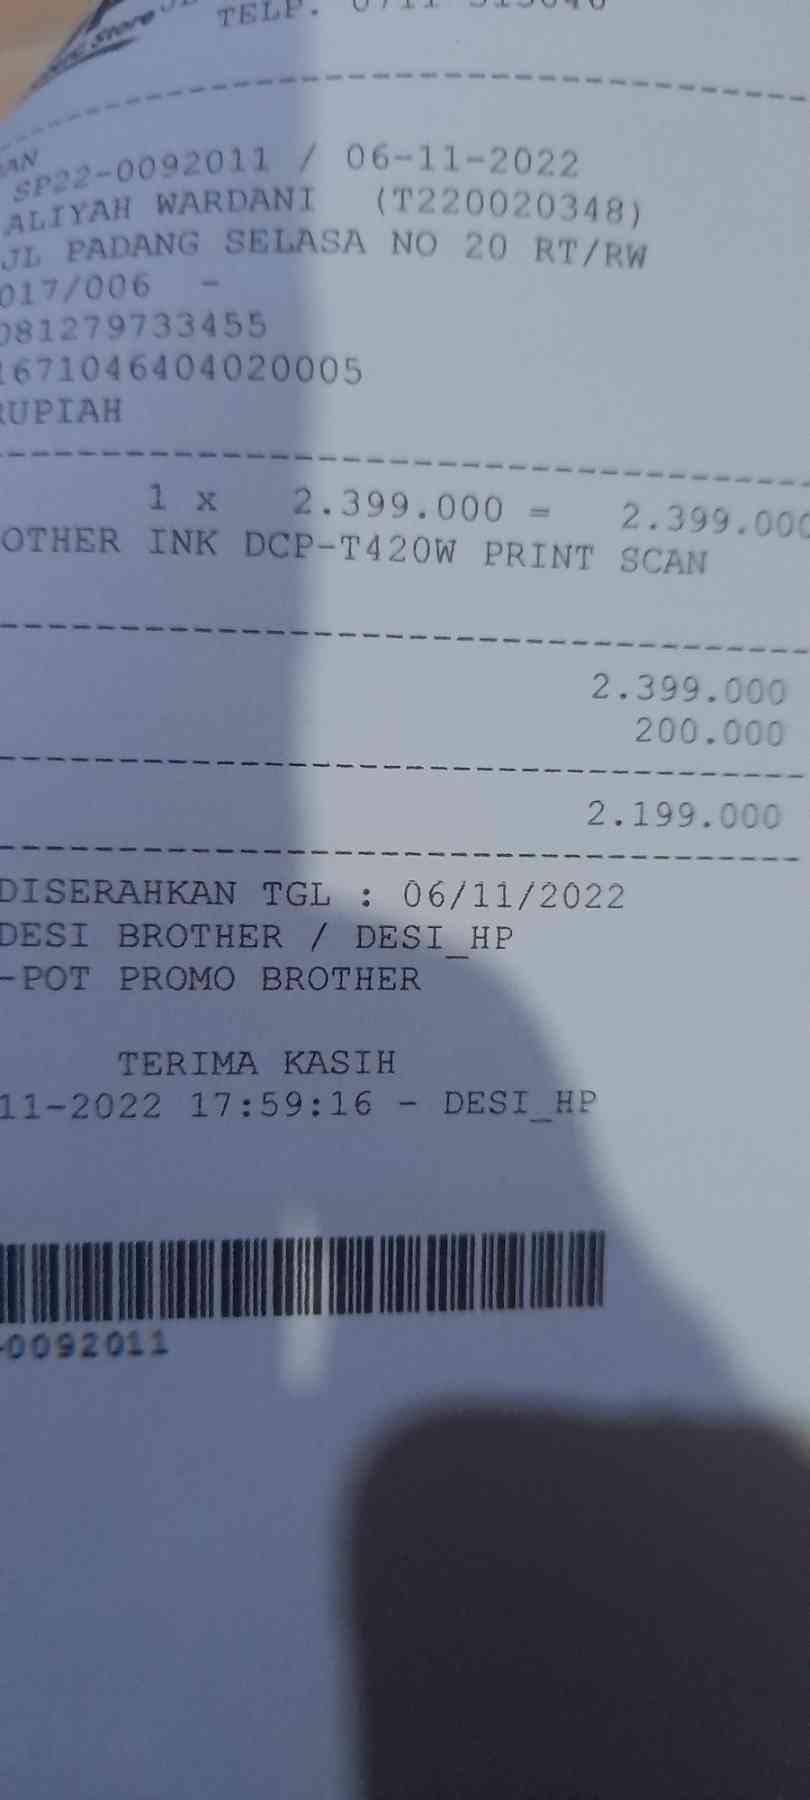 Store
TELP. 0711
SP22-0092011 / 06-11-2022
ALIYAH WARDANI (T220020348)
JL PADANG SELASA NO 20 RT/RW
017/006 -
081279733455
1671046404020005
RUPIAH
1 x 2.399.000 = 2.399.000
OTHER INK DCP-T420W PRINT SCAN
2.399.000
200.000
2.199.000
DISERAHKAN TGL : 06/11/2022
DESI BROTHER / DESI_HP
-POT PROMO BROTHER
TERIMA KASIH
11-2022 17:59:16 - DESI_HP
-0092011